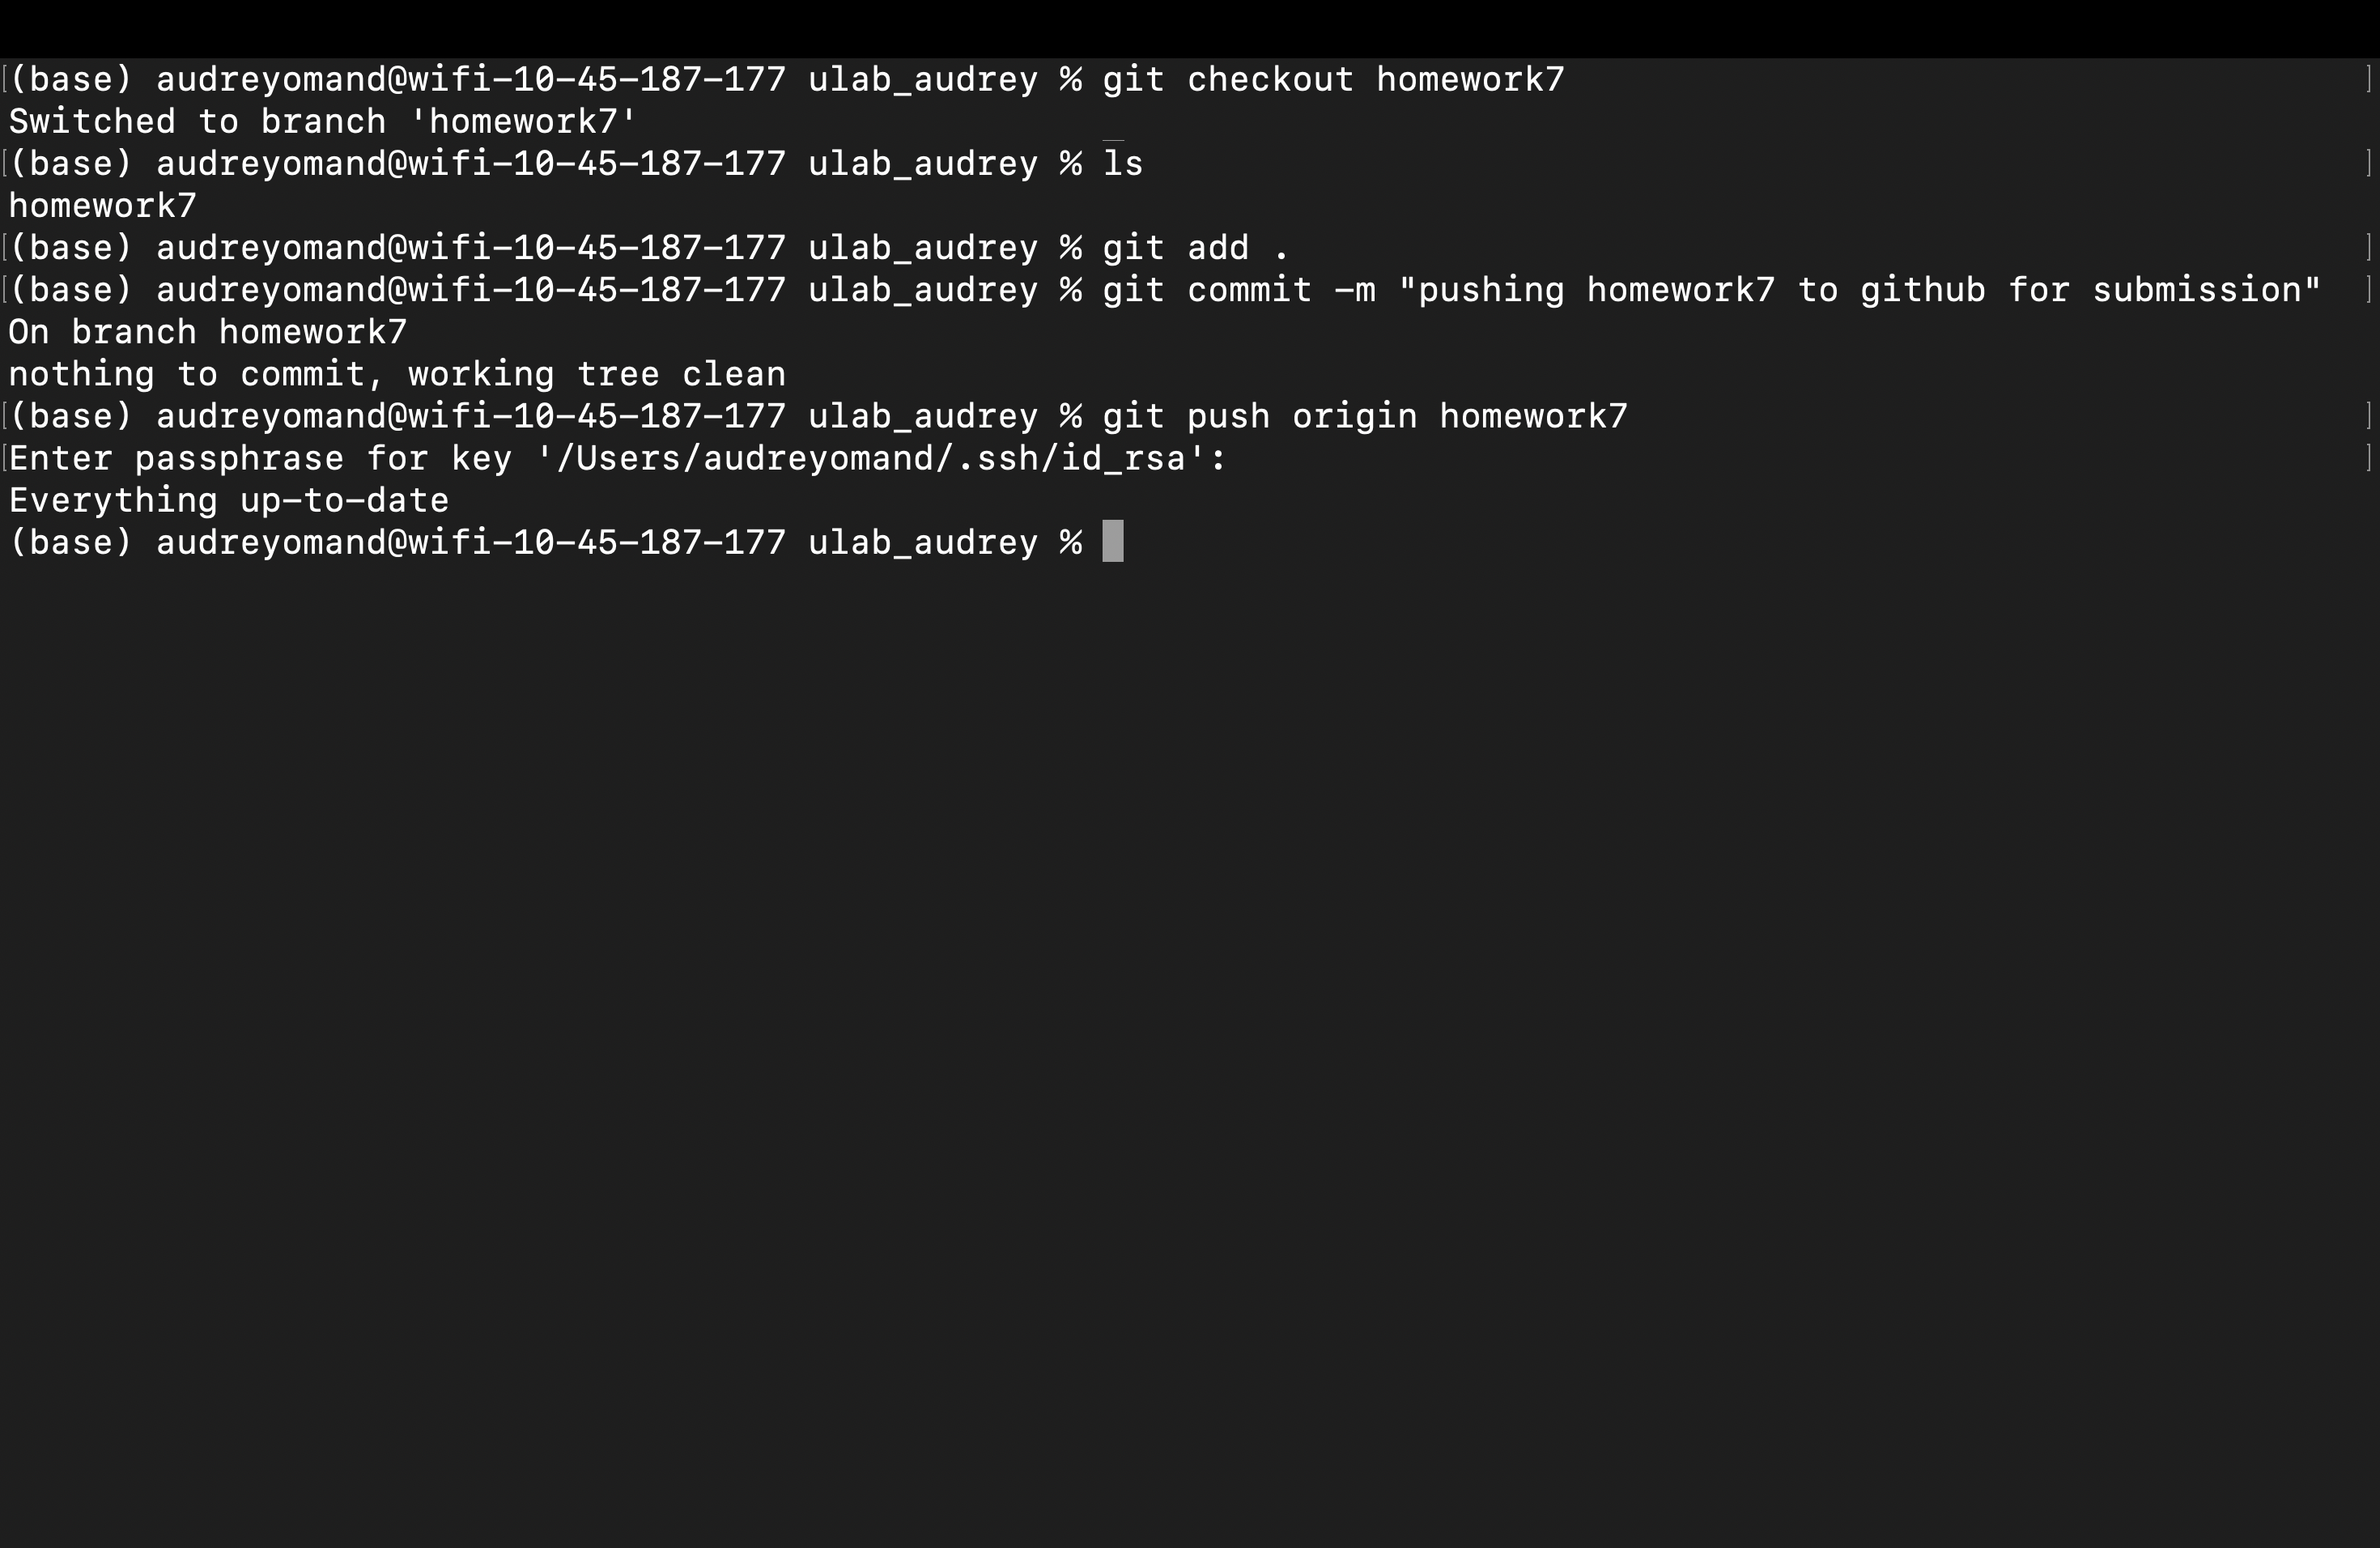 [(base) audreyomand@wifi-10-45-187-177 ulab_audrey % git checkout homework7 ]
Switched to branch 'homework7'
[(base) audreyomand@wifi-10-45-187-177 ulab_audrey % ls ]
homework7
[(base) audreyomand@wifi-10-45-187-177 ulab_audrey % git add . ]
[(base) audreyomand@wifi-10-45-187-177 ulab_audrey % git commit -m "pushing homework7 to github for submission" ]
On branch homework7
nothing to commit, working tree clean
[(base) audreyomand@wifi-10-45-187-177 ulab_audrey % git push origin homework7 ]
[Enter passphrase for key '/Users/audreyomand/.ssh/id_rsa': ]
Everything up-to-date
(base) audreyomand@wifi-10-45-187-177 ulab_audrey %